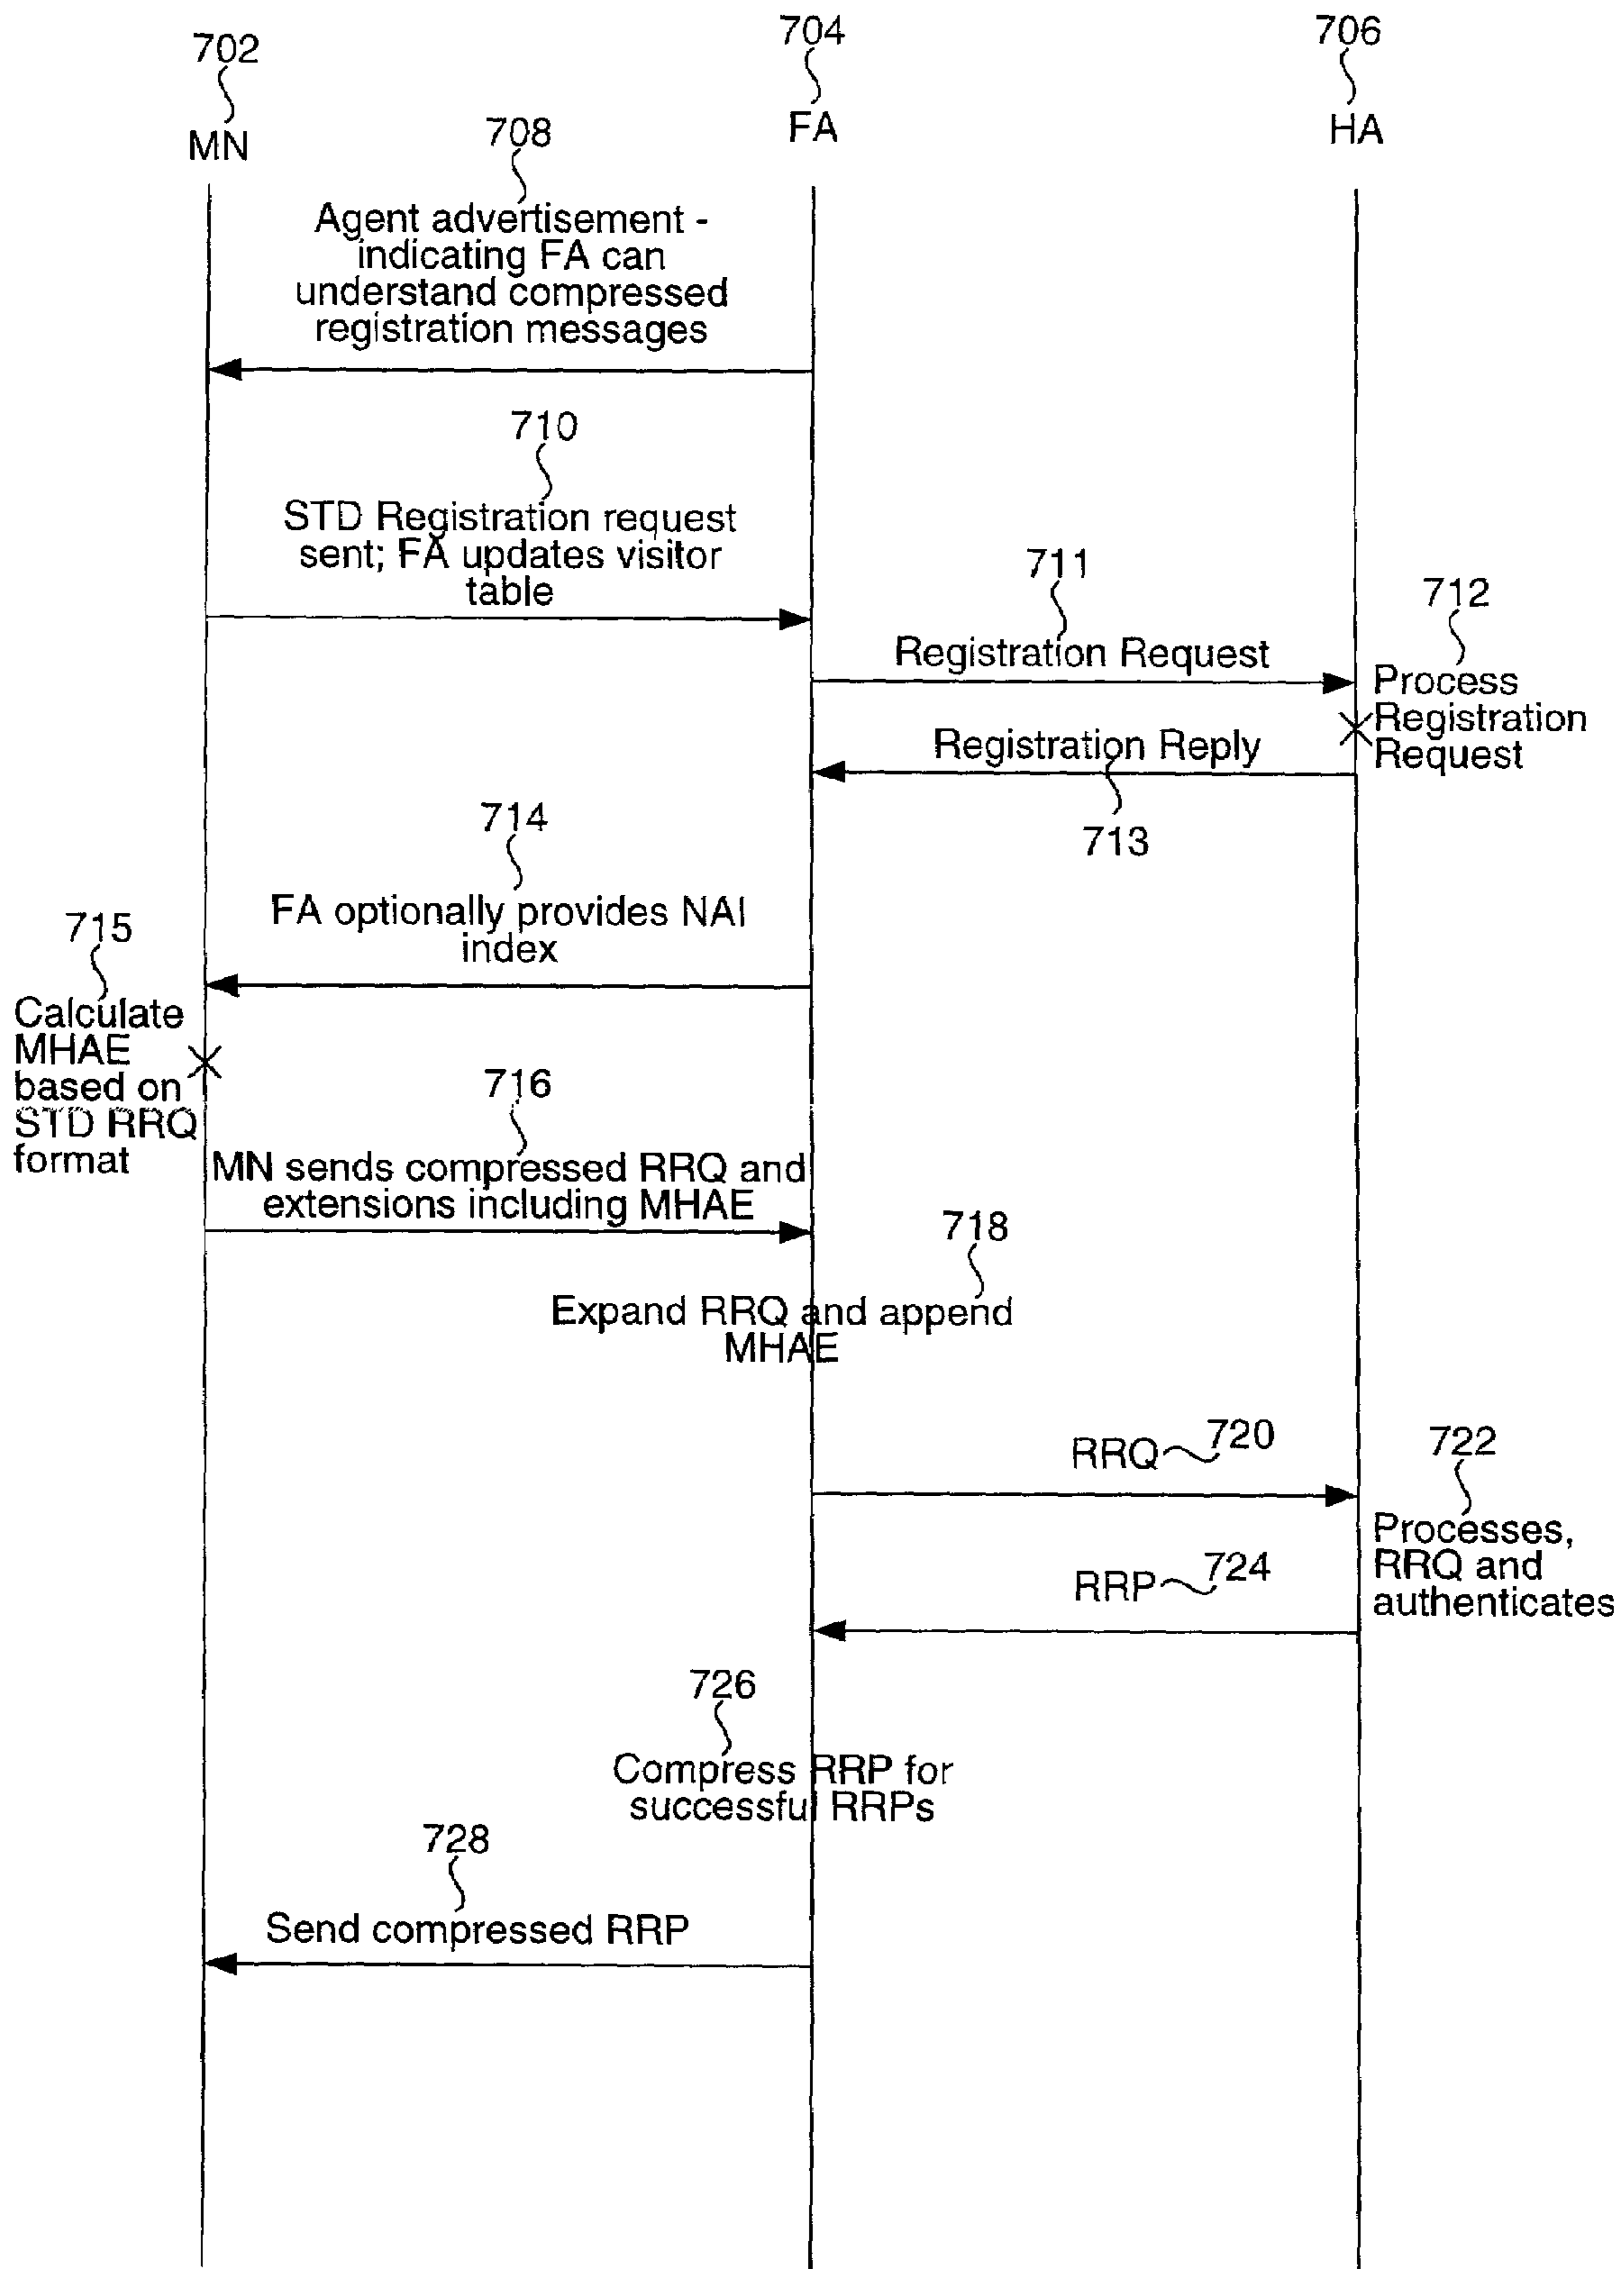 702
704
706
MN
FA
HA
708
Agent advertisement -
indicating FA can
understand compressed
registration messages
710
STD Registration request
sent; FA updates visitor
table
711
Registration Request
712
Process
Registration
Request
Registration Reply
713
714
FA optionally provides NAI
index
715
Calculate
MHAE
based on
STD RRQ
format
716
MN sends compressed RRQ and
extensions including MHAE
718
Expand RRQ and append
MHAE
RRQ 720
722
Processes,
RRQ and
authenticates
RRP 724
726
Compress RRP for
successful RRPs
728
Send compressed RRP